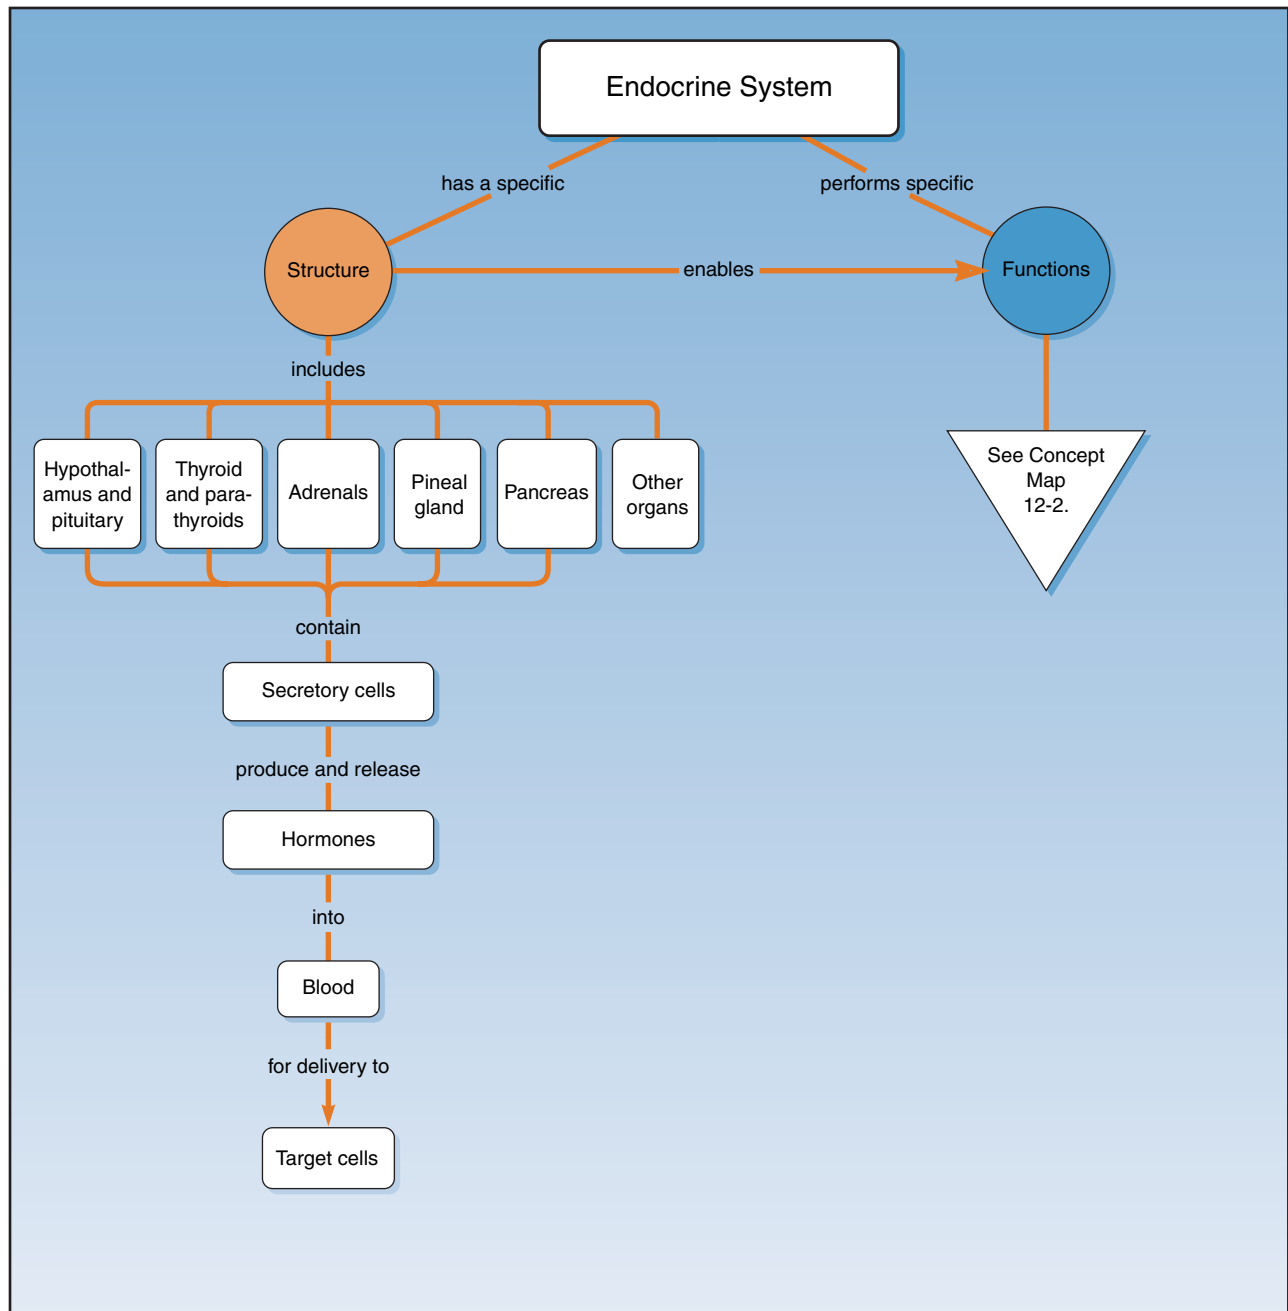 Endocrine System
has a specific
performs specific
Structure
enables
Functions
includes
Hypothal-
amus and
pituitary
Thyroid
and para-
thyroids
Adrenals
Pineal
gland
Pancreas
Other
organs
See Concept
Map
12-2.
contain
Secretory cells
produce and release
Hormones
into
Blood
for delivery to
Target cells